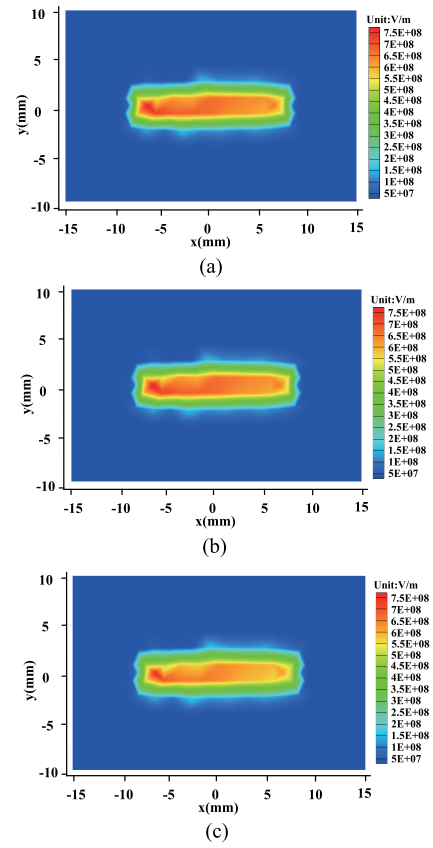 Unit:V/m
10
5
0
-5
-10
y(mm)
7.5E+08
7E+08
6.5E+08
6E+08
5.5E+08
5E+08
4.5E+08
4E+08
3.5E+08
3E+08
2.5E+08
2E+08
1.5E+08
1E+08
5E+07
-15 -10 -5 0 5 10 15
x(mm)
(a)
Unit:V/m
10
5
0
-5
-10
y(mm)
7.5E+08
7E+08
6.5E+08
6E+08
5.5E+08
5E+08
4.5E+08
4E+08
3.5E+08
3E+08
2.5E+08
2E+08
1.5E+08
1E+08
5E+07
-15 -10 -5 0 5 10 15
x(mm)
(b)
Unit:V/m
10
5
0
-5
-10
y(mm)
7.5E+08
7E+08
6.5E+08
6E+08
5.5E+08
5E+08
4.5E+08
4E+08
3.5E+08
3E+08
2.5E+08
2E+08
1.5E+08
1E+08
5E+07
-15 -10 -5 0 5 10 15
x(mm)
(c)